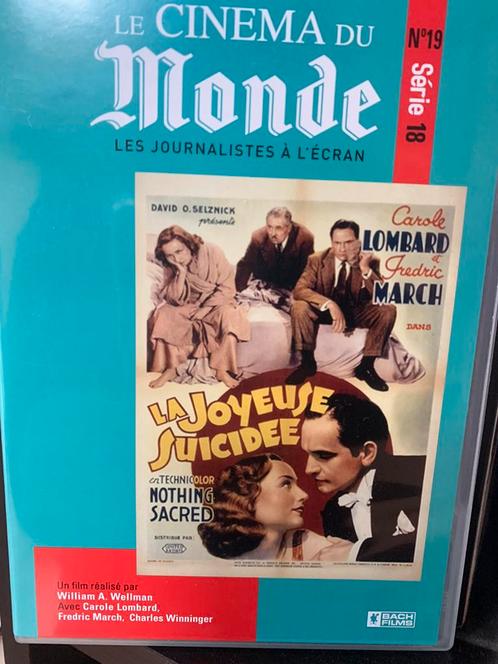 LE CINEMA DU
Monde
LES JOURNALISTES À L'ÉCRAN
N°19
Série 18
DAVID O. SELZNICK
présente
Carole
LOMBARD
et
Fredric
MARCH
DANS
LA JOYEUSE
SUICIDÉE
en TECHNICOLOR
NOTHING
SACRED
DISTRIBUÉ PAR:
UNITED
ARTISTS
Un film réalisé par
William A. Wellman
Avec Carole Lombard,
Fredric March, Charles Winninger
BACH
FILMS